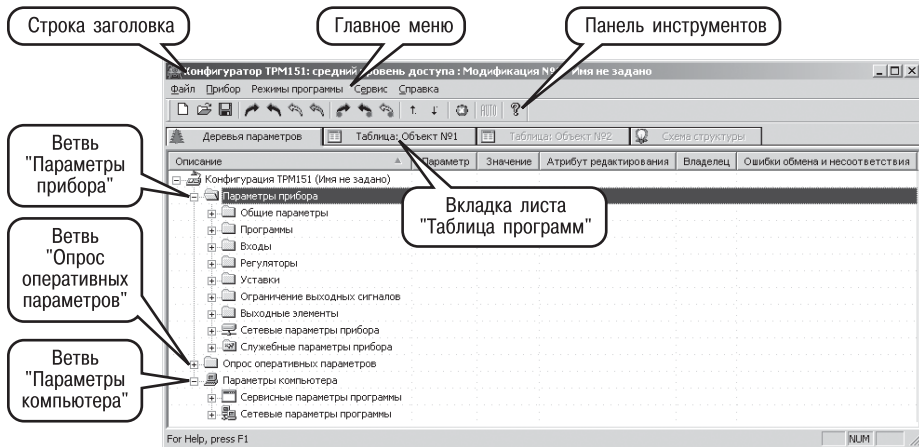 Строка заголовка
Главное меню
Панель инструментов
Конфигуратор ТРМ151: средний уровень доступа : Модификация № Имя не задано
Файл Прибор Режимы программы Сервис Справка
AUTO
Деревья параметров Таблица: Объект №1 Таблица: Объект №2 Схема структуры
Описание Параметр Значение Атрибут редактирования Владелец Ошибки обмена и несоответствия
Ветвь
"Параметры
прибора"
Ветвь
"Опрос
оперативных
параметров"
Ветвь
"Параметры
компьютера"
Вкладка листа
"Таблица программ"
Конфигурация ТРМ151 (Имя не задано)
Параметры прибора
Общие параметры
Программы
Входы
Регуляторы
Уставки
Ограничение выходных сигналов
Выходные элементы
Сетевые параметры прибора
Служебные параметры прибора
Опрос оперативных параметров
Параметры компьютера
Сервисные параметры программы
Сетевые параметры программы
For Help, press F1
NUM